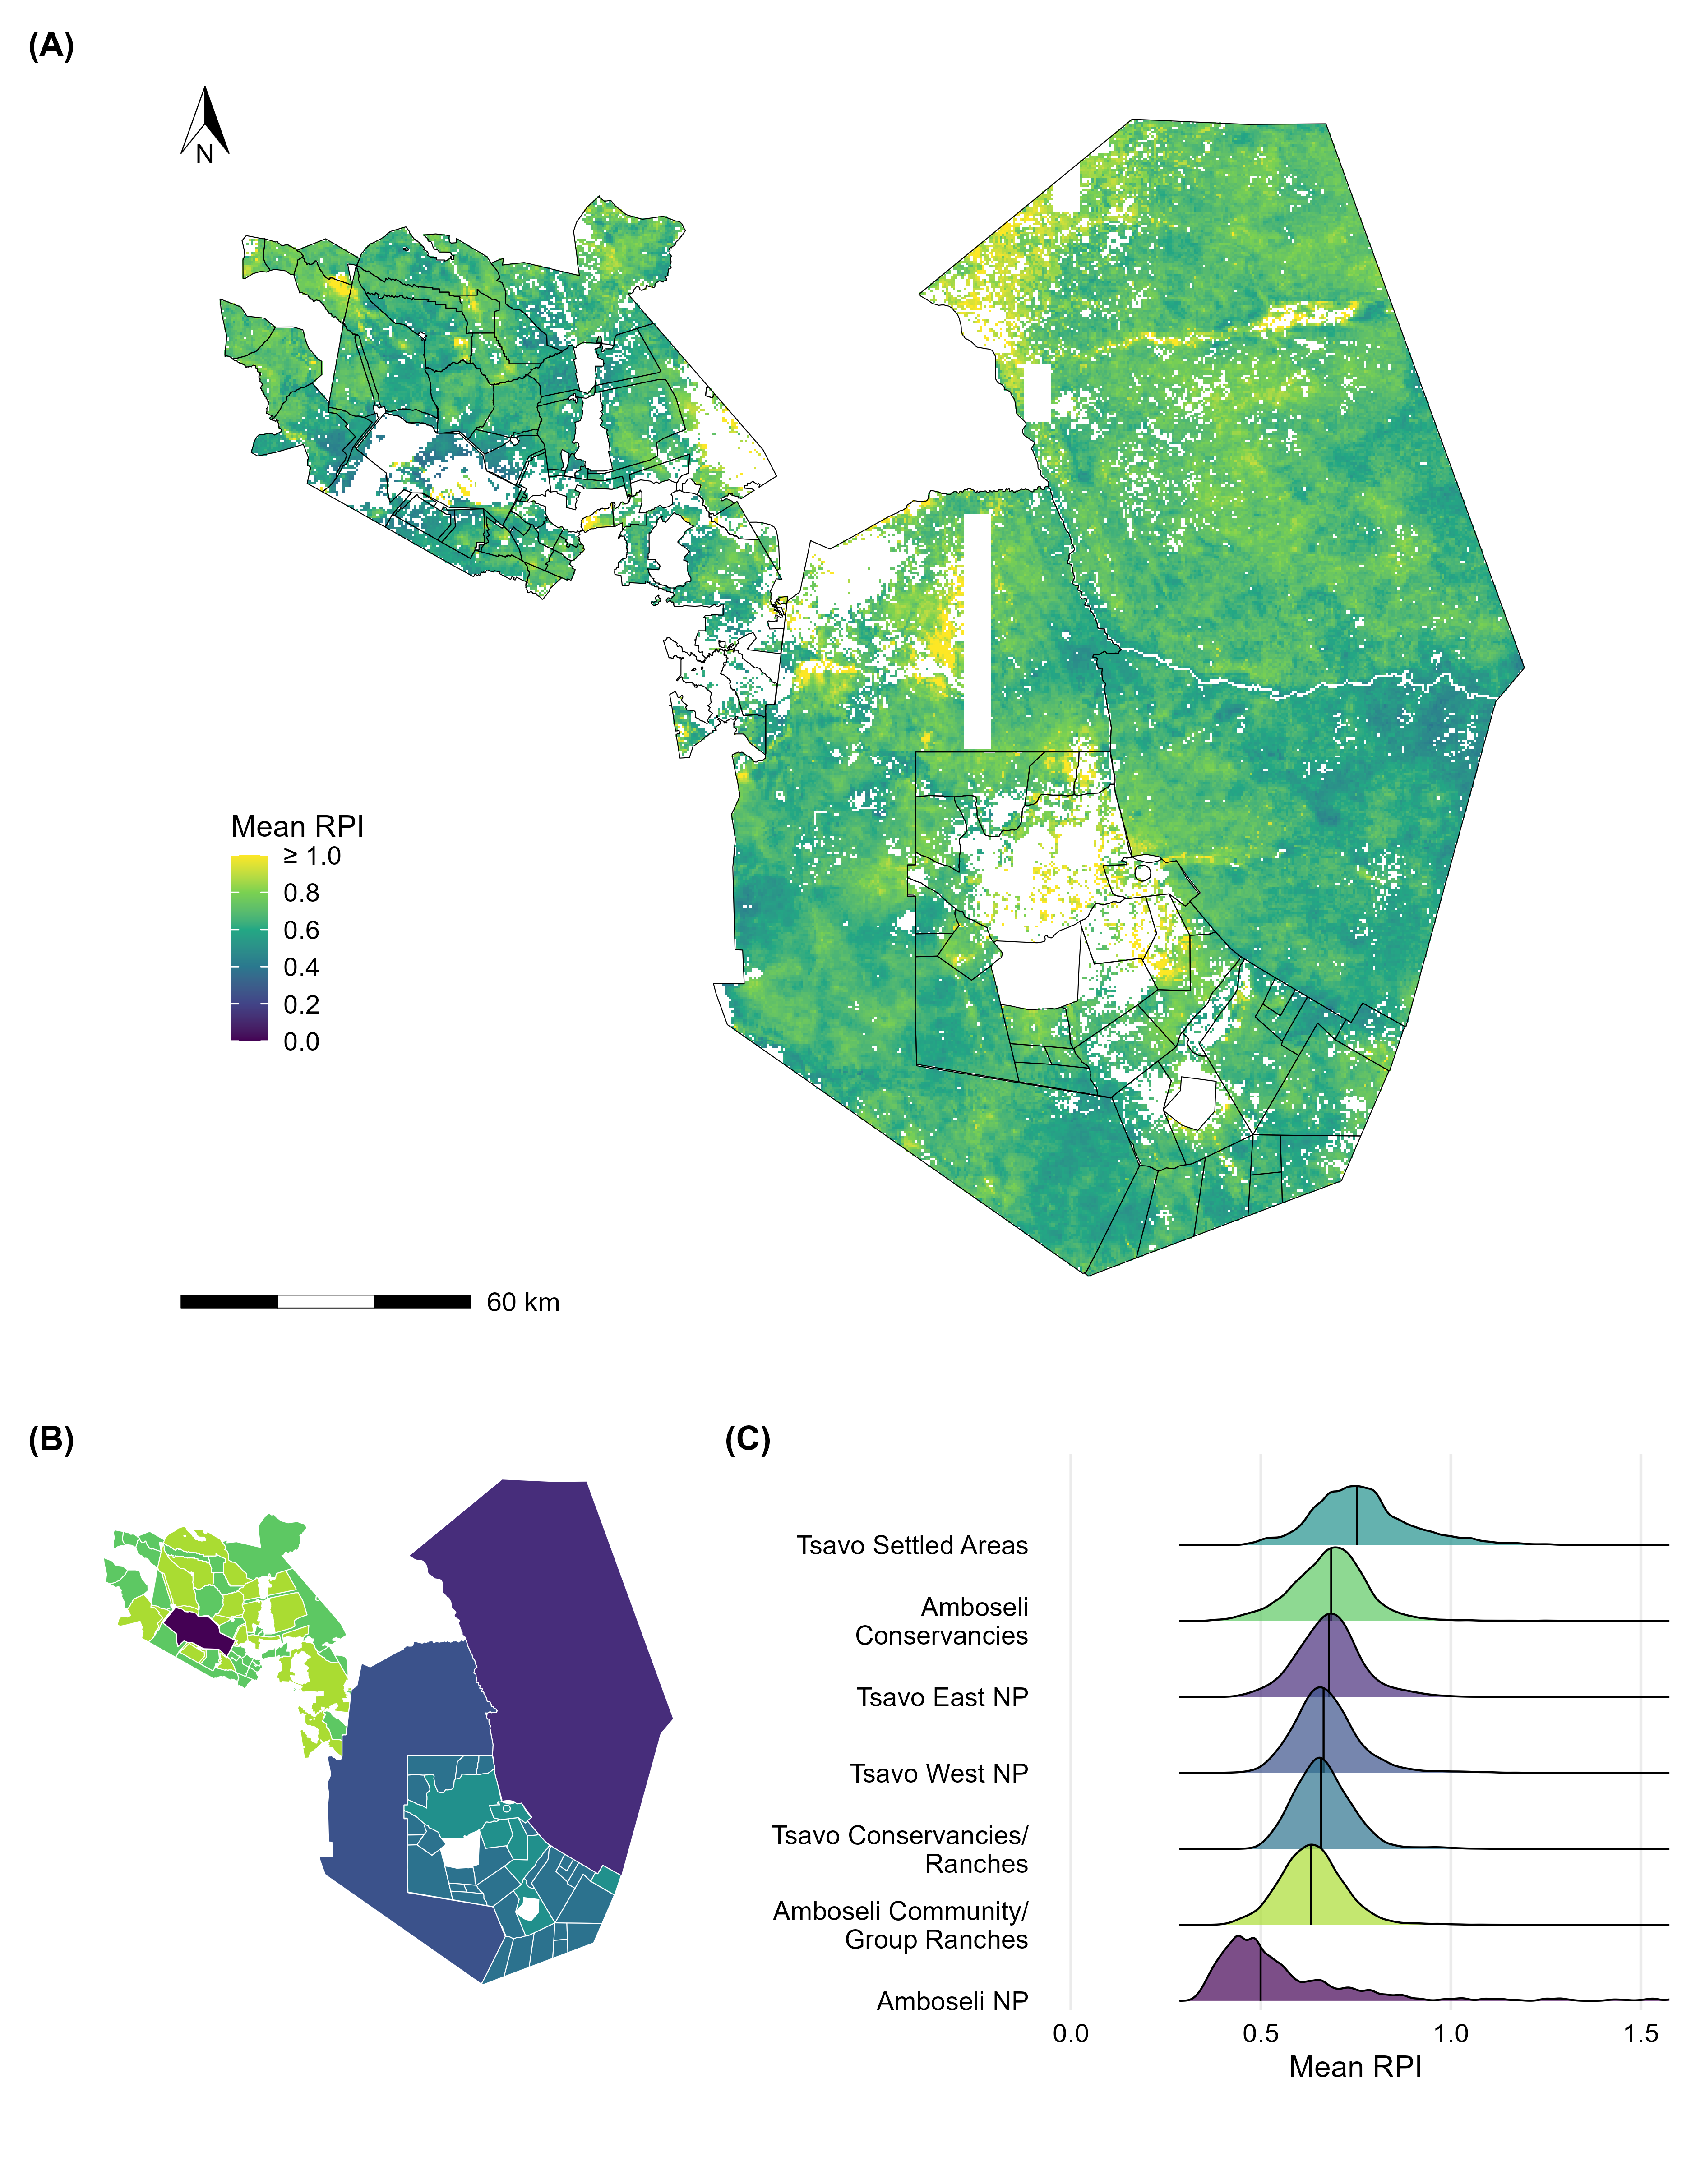 (A)
N
Mean RPI
≥ 1.0
0.8
0.6
0.4
0.2
0.0
60 km
(B)
(C)
Tsavo Settled Areas
Amboseli
Conservancies
Tsavo East NP
Tsavo West NP
Tsavo Conservancies/
Ranches
Amboseli Community/
Group Ranches
Amboseli NP
0.0 0.5 1.0 1.5
Mean RPI